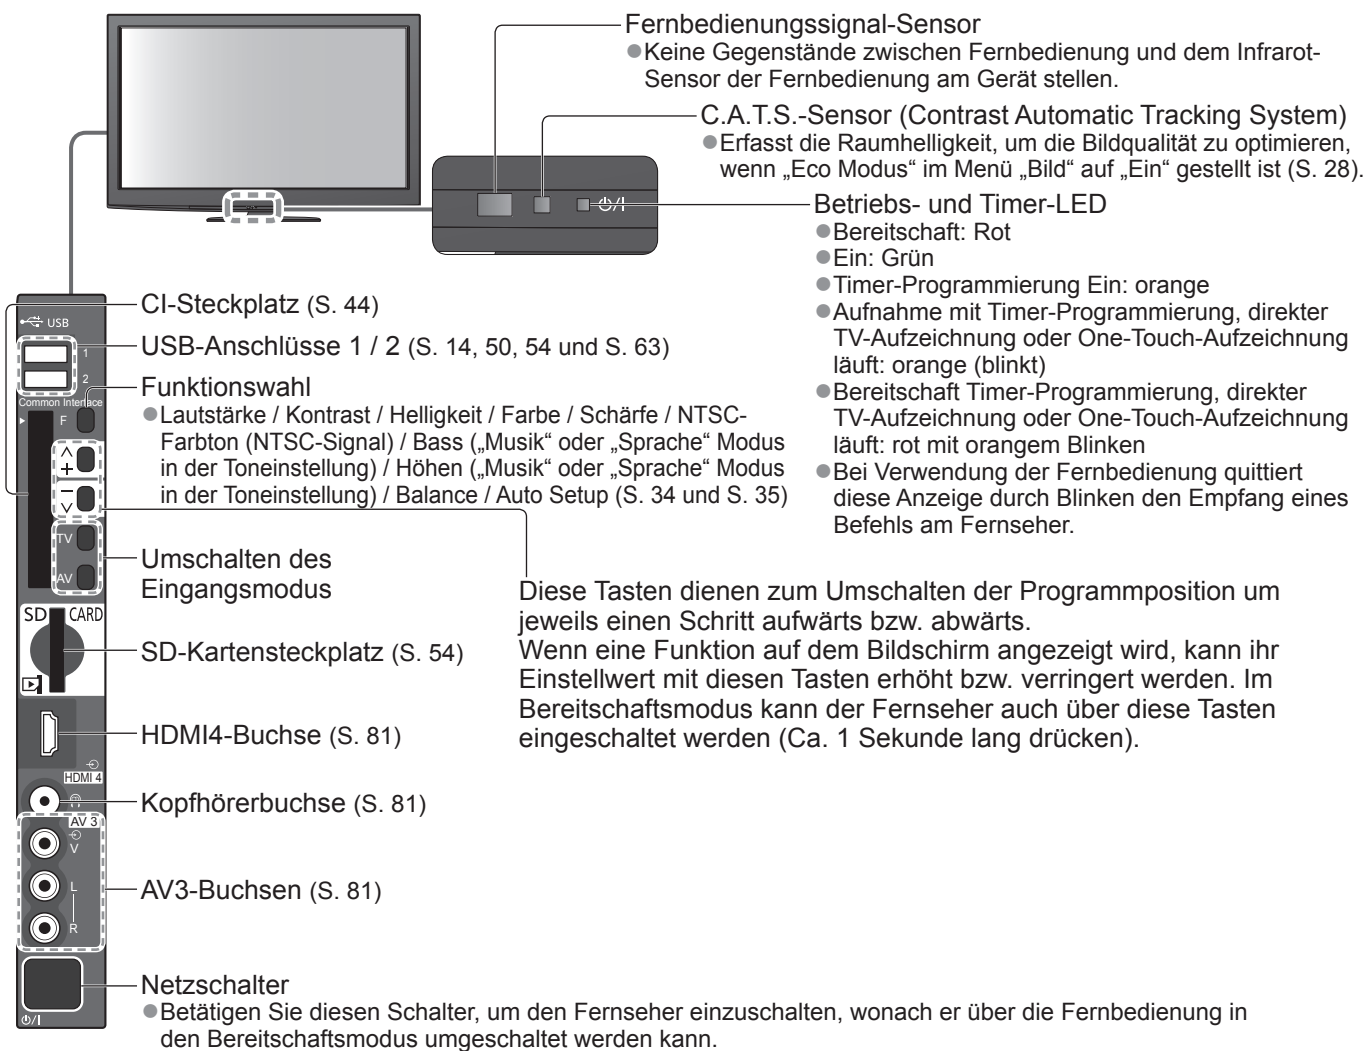 Fernbedienungssignal-Sensor
●Keine Gegenstände zwischen Fernbedienung und dem Infrarot-
Sensor der Fernbedienung am Gerät stellen.
C.A.T.S.-Sensor (Contrast Automatic Tracking System)
●Erfasst die Raumhelligkeit, um die Bildqualität zu optimieren,
wenn „Eco Modus“ im Menü „Bild“ auf „Ein“ gestellt ist (S. 28).
Betriebs- und Timer-LED
●Bereitschaft: Rot
●Ein: Grün
●Timer-Programmierung Ein: orange
●Aufnahme mit Timer-Programmierung, direkter
TV-Aufzeichnung oder One-Touch-Aufzeichnung
läuft: orange (blinkt)
●Bereitschaft Timer-Programmierung, direkter
TV-Aufzeichnung oder One-Touch-Aufzeichnung
läuft: rot mit orangem Blinken
●Bei Verwendung der Fernbedienung quittiert
diese Anzeige durch Blinken den Empfang eines
Befehls am Fernseher.
⏻/I
CI-Steckplatz (S. 44)
USB-Anschlüsse 1 / 2 (S. 14, 50, 54 und S. 63)
Funktionswahl
●Lautstärke / Kontrast / Helligkeit / Farbe / Schärfe / NTSC-
Farbton (NTSC-Signal) / Bass („Musik“ oder „Sprache“ Modus
in der Toneinstellung) / Höhen („Musik“ oder „Sprache“ Modus
in der Toneinstellung) / Balance / Auto Setup (S. 34 und S. 35)
Umschalten des
Eingangsmodus
Diese Tasten dienen zum Umschalten der Programmposition um
jeweils einen Schritt aufwärts bzw. abwärts.
Wenn eine Funktion auf dem Bildschirm angezeigt wird, kann ihr
Einstellwert mit diesen Tasten erhöht bzw. verringert werden. Im
Bereitschaftsmodus kann der Fernseher auch über diese Tasten
eingeschaltet werden (Ca. 1 Sekunde lang drücken).
SD-Kartensteckplatz (S. 54)
HDMI4-Buchse (S. 81)
Kopfhörerbuchse (S. 81)
AV3-Buchsen (S. 81)
Netzschalter
●Betätigen Sie diesen Schalter, um den Fernseher einzuschalten, wonach er über die Fernbedienung in
den Bereitschaftsmodus umgeschaltet werden kann.
USB
1
2
Common Interface
F
+
−
TV
AV
SD CARD
HDMI 4
AV 3
V
L
R
⏻/I